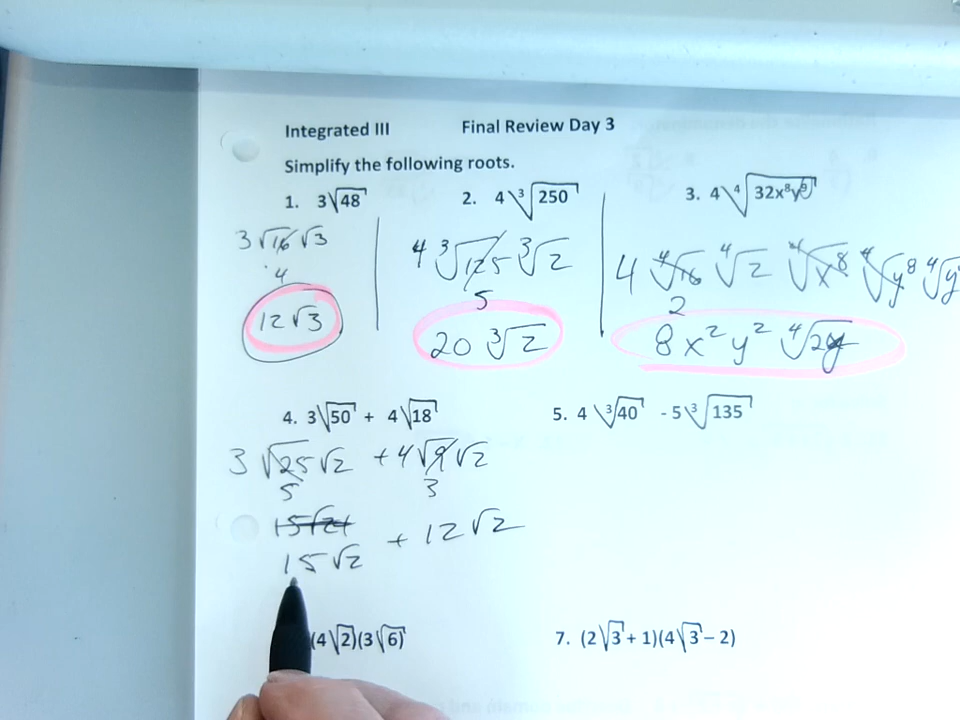 Integrated III Final Review Day 3
Simplify the following roots.
1. 3√48 2. 4∛250 3. 4∜32x⁸y⁹
3√16√3 4∛125∛2 4∜16∜2∜x⁸∜y⁸∜y
4 5 2
12√3 20∛2 8x²y²∜2y
4. 3√50 + 4√18 5. 4∛40 - 5∛135
3√25√2 + 4√9√2
5 3
15√2 + 12√2
(4√2)(3√6) 7. (2√3 + 1)(4√3 – 2)